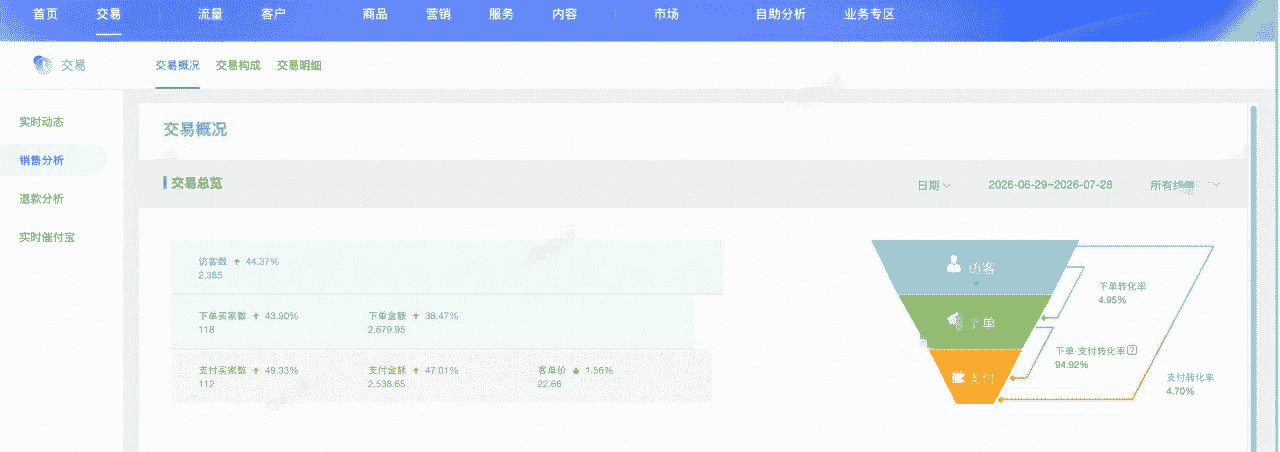 首页 交易 流量 客户 商品 营销 服务 内容 市场 自助分析 业务专区
交易 交易概况 交易构成 交易明细
实时动态
销售分析
退款分析
实时催付宝
交易概况
交易总览 日期 2026-06-29~2026-07-28 所有终
访客数 44.37%
2,385
下单买家数 43.90% 下单金额 38.47%
118 2,679.95
支付买家数 49.33% 支付金额 47.01% 客单价 1.56%
112 2,538.65 22.66
访客
下单
支付
下单转化率
4.95%
下单-支付转化率?
94.92%
支付转化率
4.70%